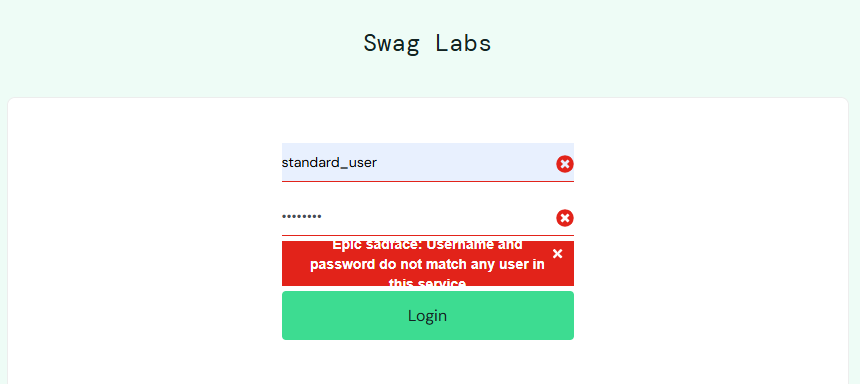 Swag Labs
standard_user
••••••••
Epic sadface: Username and
password do not match any user in
this service
Login